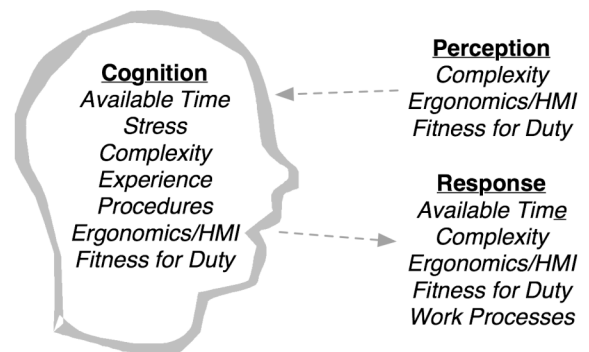 Cognition
Available Time
Stress
Complexity
Experience
Procedures
Ergonomics/HMI
Fitness for Duty
Perception
Complexity
Ergonomics/HMI
Fitness for Duty
Response
Available Time
Complexity
Ergonomics/HMI
Fitness for Duty
Work Processes